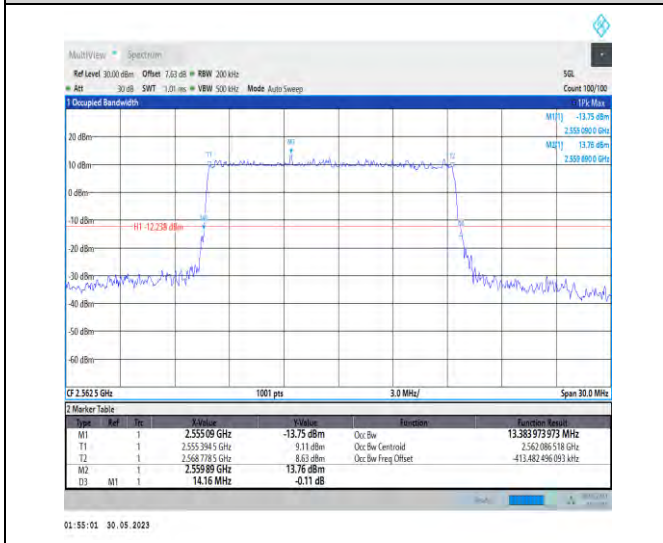 MultiView Spectrum
Ref Level 30.00 dBm Offset 7.63 dB RBW 200 kHz SGL
Att 30 dB SWT 1.01 ms VBW 500 kHz Mode Auto Sweep Count 100/100
1 Occupied Bandwidth 1Pk Max
M1[1] -13.75 dBm
2.555 090 0 GHz
20 dBm M2[1] 13.76 dBm
2.559 890 0 GHz
M2
T1 T2
10 dBm
0 dBm
-10 dBm
M1
H1 -12.238 dBm
-20 dBm
-30 dBm
-40 dBm
-50 dBm
-60 dBm
CF 2.562 5 GHz 1001 pts 3.0 MHz/ Span 30.0 MHz
2 Marker Table
Type Ref Trc X-Value Y-Value Function Function Result
M1 1 2.555 09 GHz -13.75 dBm Occ Bw 13.383 973 973 MHz
T1 1 2.555 394 5 GHz 9.11 dBm Occ Bw Centroid 2.562 086 518 GHz
T2 1 2.568 778 5 GHz 8.63 dBm Occ Bw Freq Offset -413.482 496 093 kHz
M2 1 2.559 89 GHz 13.76 dBm
D3 M1 1 14.16 MHz -0.11 dB
01:55:01 30.05.2023